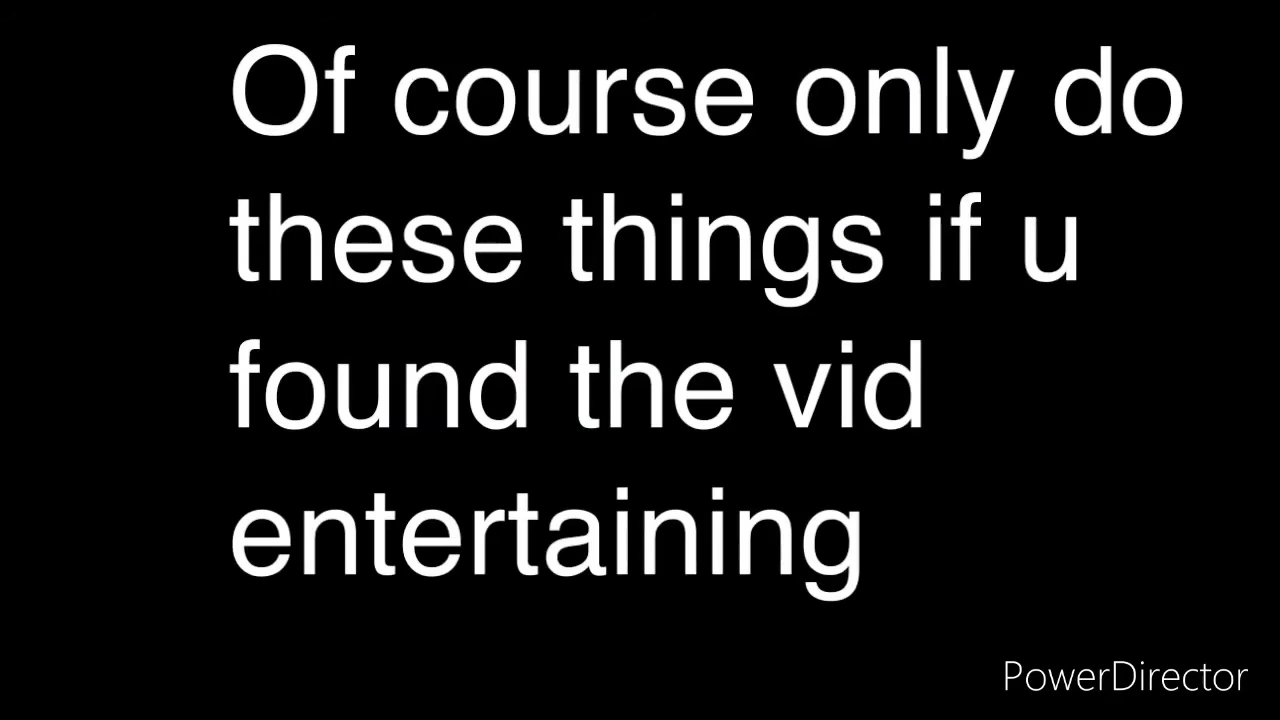 Of course only do
these things if u
found the vid
entertaining
PowerDirector